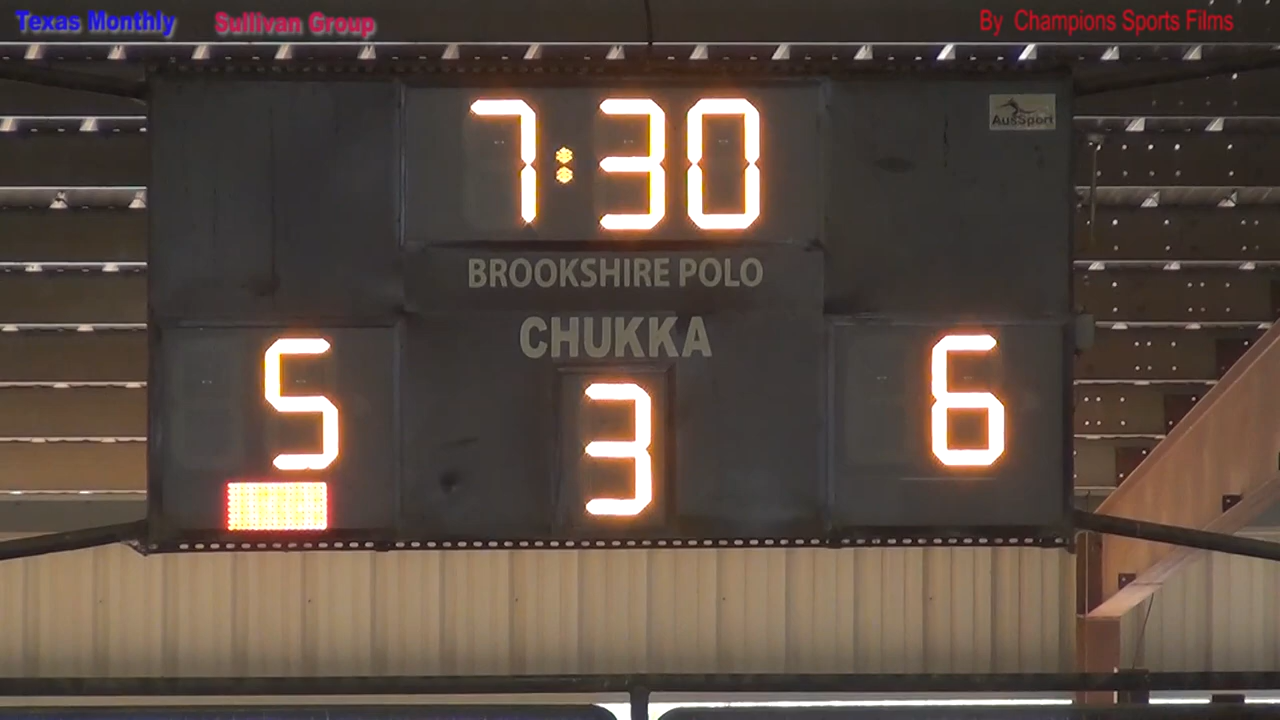 Texas Monthly Sullivan Group By Champions Sports Films
AusSport
7:30
BROOKSHIRE POLO
CHUKKA
5 3 6